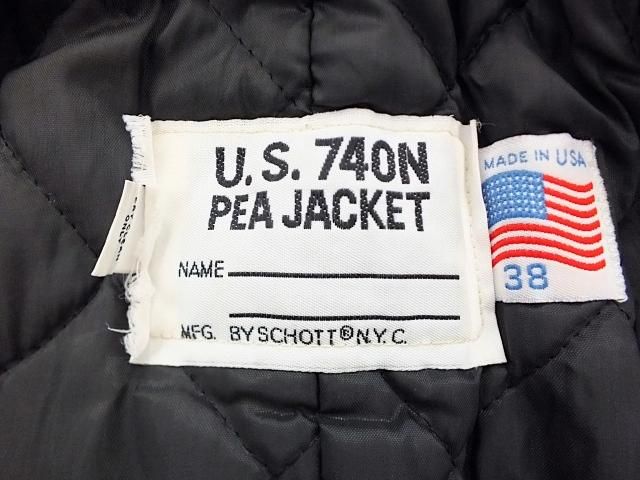 U.S. 740N
PEA JACKET
NAME
MFG. BY SCHOTT® N.Y.C.
MADE IN USA
38